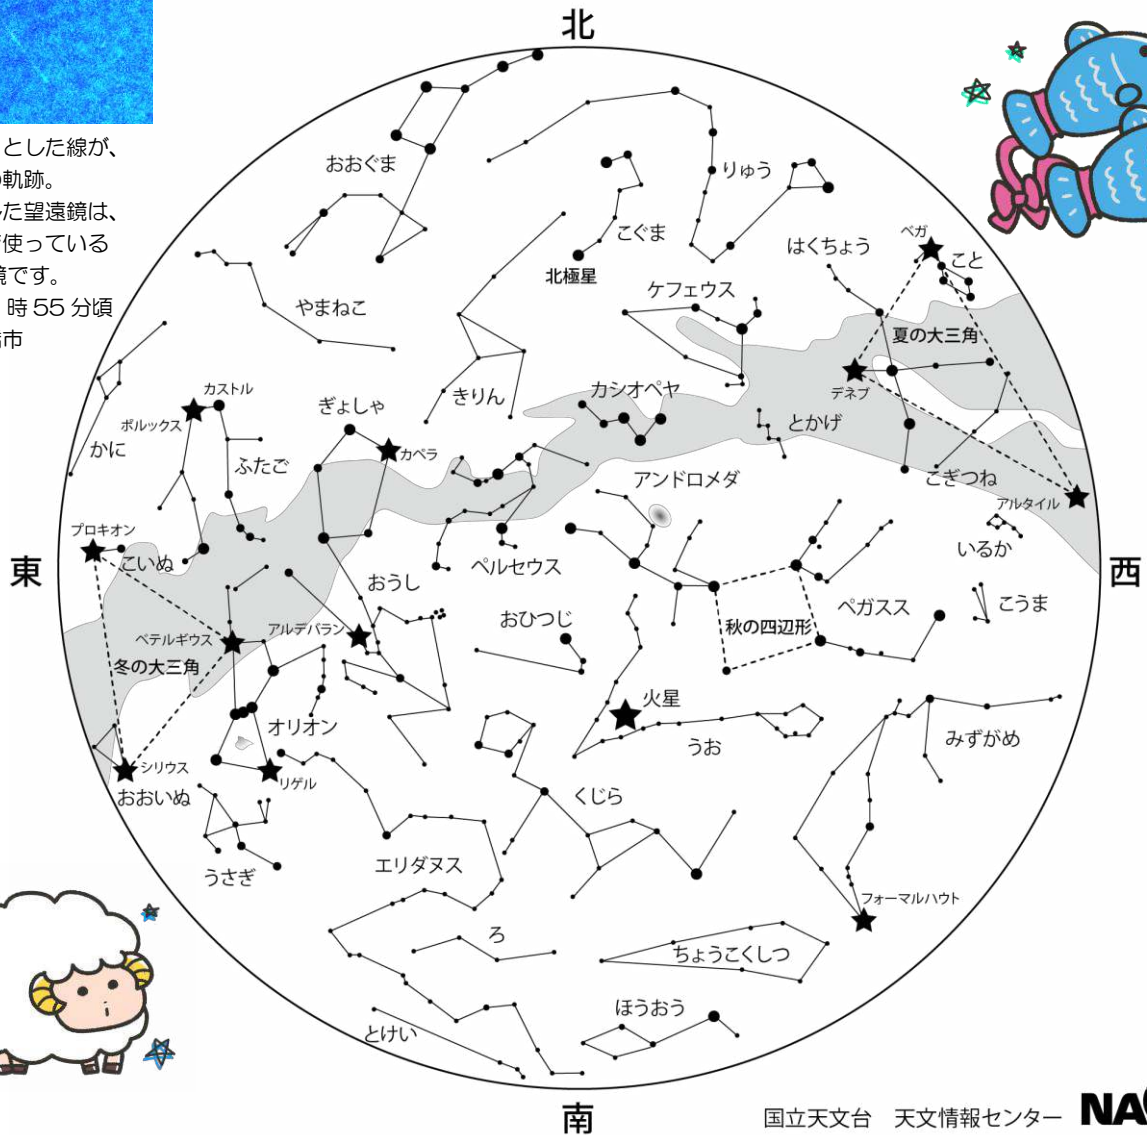 北
とした線が、
軌跡。
た望遠鏡は、
使っている
境です。
時 55 分頃
市
おおぐま
りゅう
こぐま
北極星
はくちょう
ベガ
こと
やまねこ
ケフェウス
夏の大三角
デネブ
カストル
ポルックス
かに
ふたご
ぎょしゃ
カペラ
きりん
カシオペヤ
とかげ
こぎつね
アルタイル
アンドロメダ
いるか
東
西
プロキオン
こいぬ
ペルセウス
おうし
おひつじ
ペガスス
こうま
秋の四辺形
ベテルギウス
アルデバラン
冬の大三角
オリオン
火星
うお
みずがめ
シリウス
リゲル
おおいぬ
くじら
うさぎ
エリダヌス
フォーマルハウト
ろ
ちょうこくしつ
ほうおう
とけい
南
国立天文台 天文情報センター